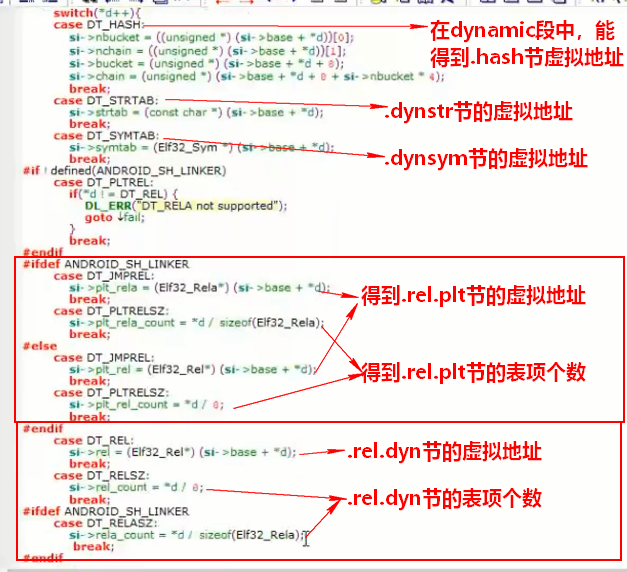 switch(*d++){
case DT_HASH:
si->nbucket = ((unsigned *) (si->base + *d))[0];
si->nchain = ((unsigned *) (si->base + *d))[1];
si->bucket = (unsigned *) (si->base + *d + 8);
si->chain = (unsigned *) (si->base + *d + 8 + si->nbucket * 4);
break;
在dynamic段中，能
得到.hash节虚拟地址
case DT_STRTAB:
si->strtab = (const char *) (si->base + *d);
break;
.dynstr节的虚拟地址
case DT_SYMTAB:
si->symtab = (Elf32_Sym *) (si->base + *d);
break;
.dynsym节的虚拟地址
#if !defined(ANDROID_SH_LINKER)
case DT_PLTREL:
if(*d != DT_REL) {
DL_ERR("DT_RELA not supported");
goto fail;
}
break;
#endif
#ifdef ANDROID_SH_LINKER
case DT_JMPREL:
si->plt_rela = (Elf32_Rela*) (si->base + *d);
break;
得到.rel.plt节的虚拟地址
case DT_PLTRELSZ:
si->plt_rela_count = *d / sizeof(Elf32_Rela);
break;
#else
case DT_JMPREL:
si->plt_rel = (Elf32_Rel*) (si->base + *d);
break;
得到.rel.plt节的表项个数
case DT_PLTRELSZ:
si->plt_rel_count = *d / 8;
break;
#endif
case DT_REL:
si->rel = (Elf32_Rel*) (si->base + *d);
break;
.rel.dyn节的虚拟地址
case DT_RELSZ:
si->rel_count = *d / 8;
break;
.rel.dyn节的表项个数
#ifdef ANDROID_SH_LINKER
case DT_RELASZ:
si->rela_count = *d / sizeof(Elf32_Rela);
break;
#endif